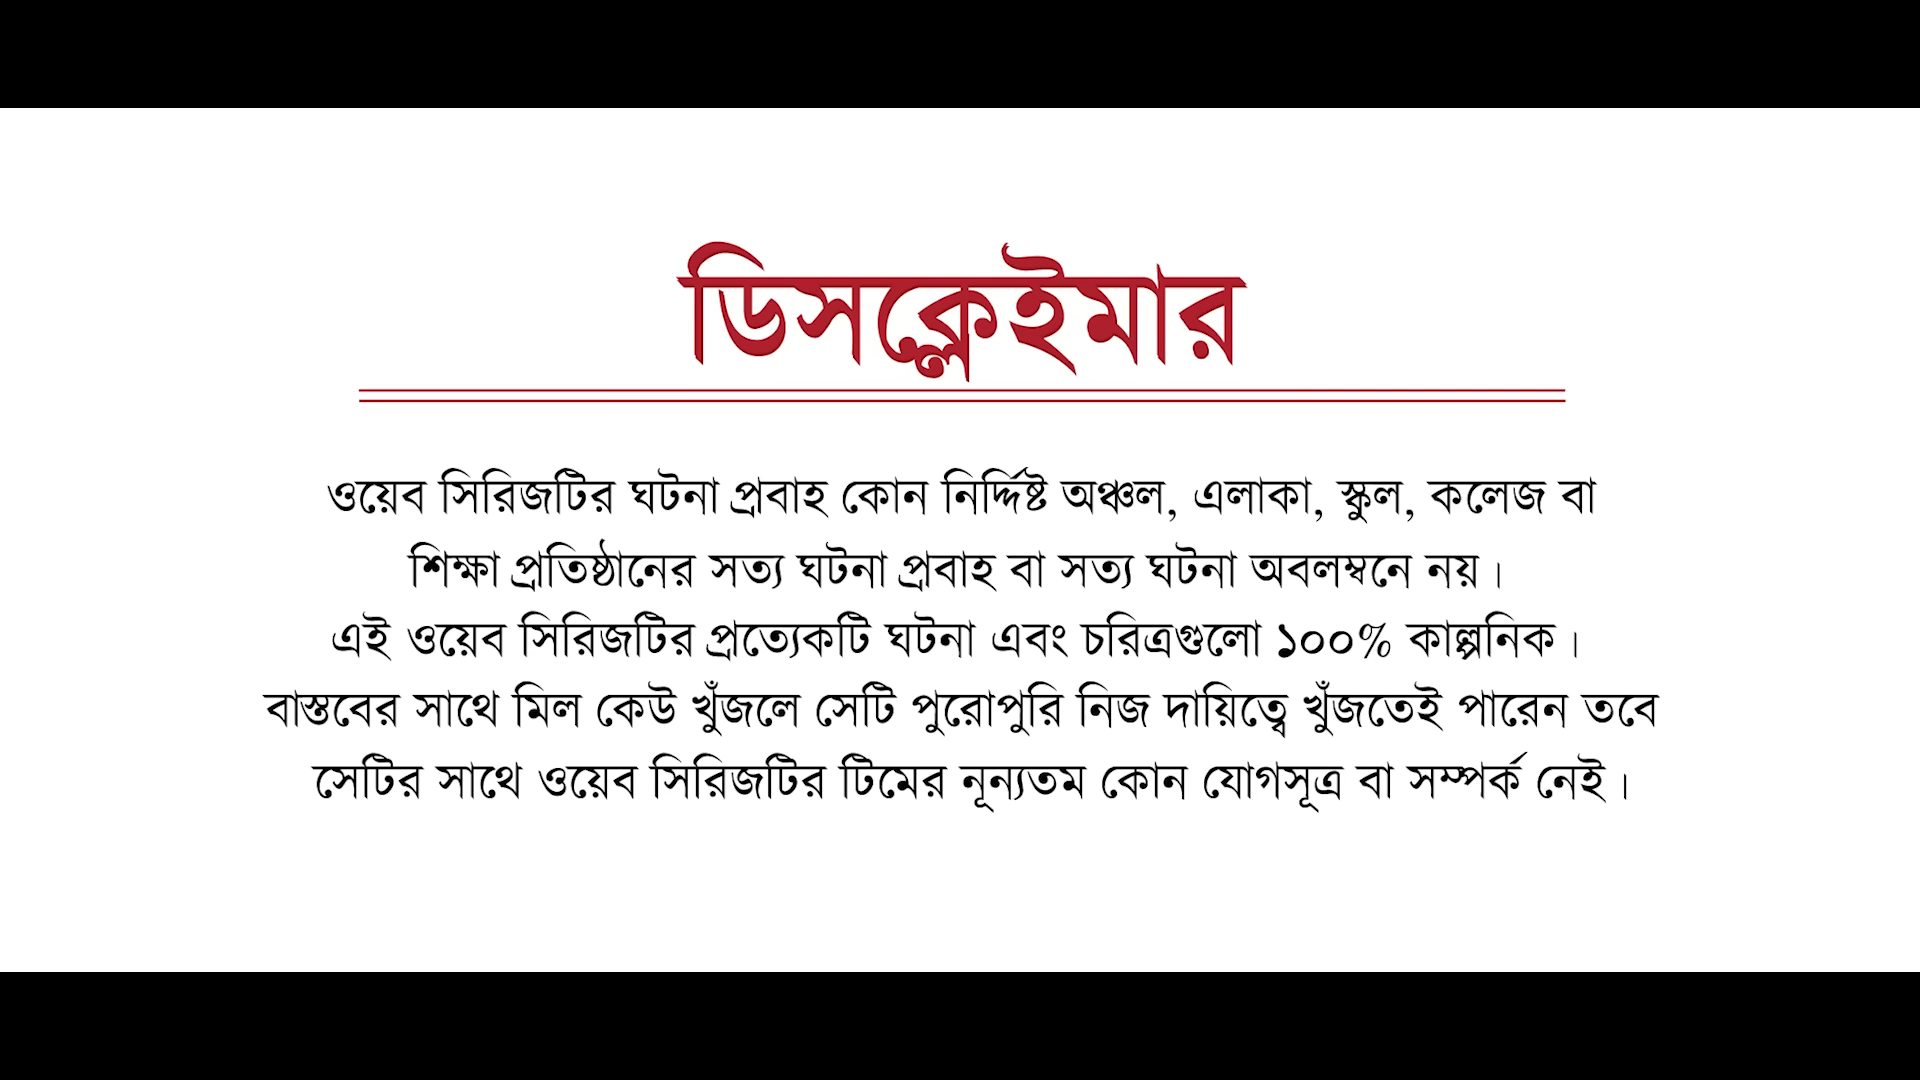 ডিসক্লেইমার
ওয়েব সিরিজটির ঘটনা প্রবাহ কোন নির্দ্দিষ্ট অঞ্চল, এলাকা, স্কুল, কলেজ বা
শিক্ষা প্রতিষ্ঠানের সত্য ঘটনা প্রবাহ বা সত্য ঘটনা অবলম্বনে নয়।
এই ওয়েব সিরিজটির প্রত্যেকটি ঘটনা এবং চরিত্রগুলো ১০০% কাল্পনিক।
বাস্তবের সাথে মিল কেউ খুঁজলে সেটি পুরোপুরি নিজ দায়িত্বে খুঁজতেই পারেন তবে
সেটির সাথে ওয়েব সিরিজটির টিমের নূন্যতম কোন যোগসূত্র বা সম্পর্ক নেই।